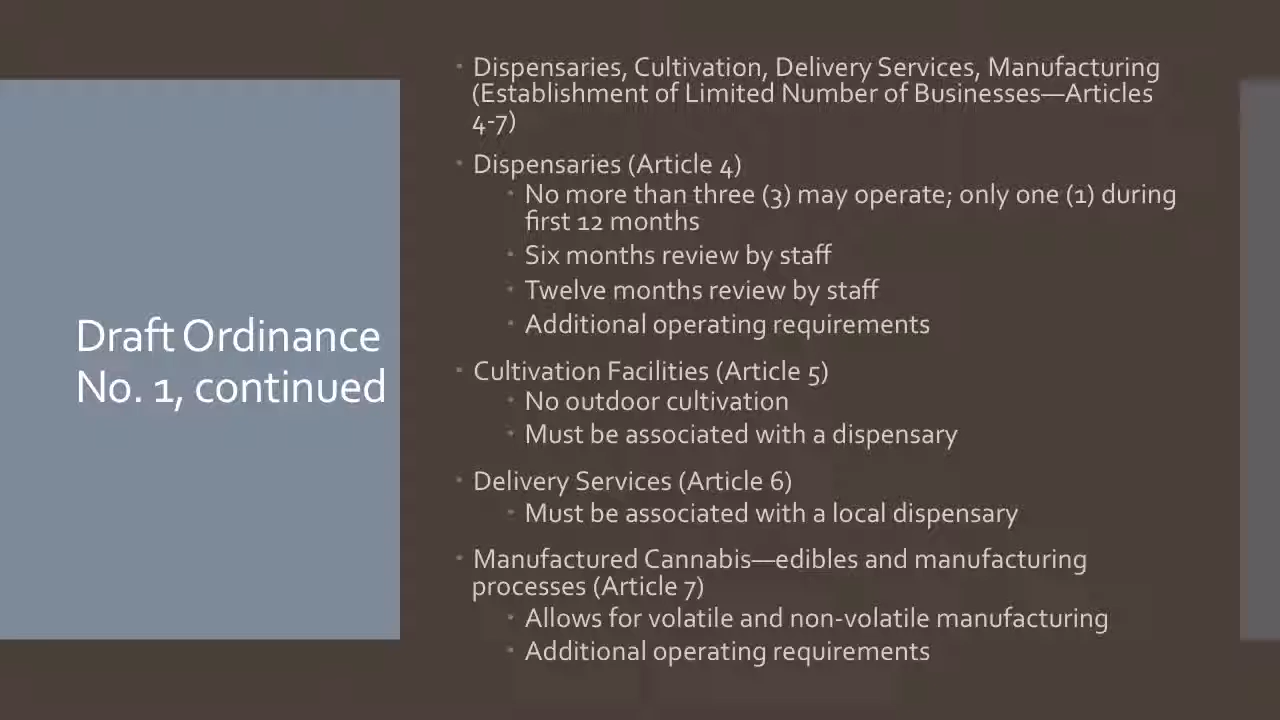 Draft Ordinance
No. 1, continued
▪ Dispensaries, Cultivation, Delivery Services, Manufacturing
(Establishment of Limited Number of Businesses—Articles
4-7)
▪ Dispensaries (Article 4)
▪ No more than three (3) may operate; only one (1) during
first 12 months
▪ Six months review by staff
▪ Twelve months review by staff
▪ Additional operating requirements
▪ Cultivation Facilities (Article 5)
▪ No outdoor cultivation
▪ Must be associated with a dispensary
▪ Delivery Services (Article 6)
▪ Must be associated with a local dispensary
▪ Manufactured Cannabis—edibles and manufacturing
processes (Article 7)
▪ Allows for volatile and non-volatile manufacturing
▪ Additional operating requirements